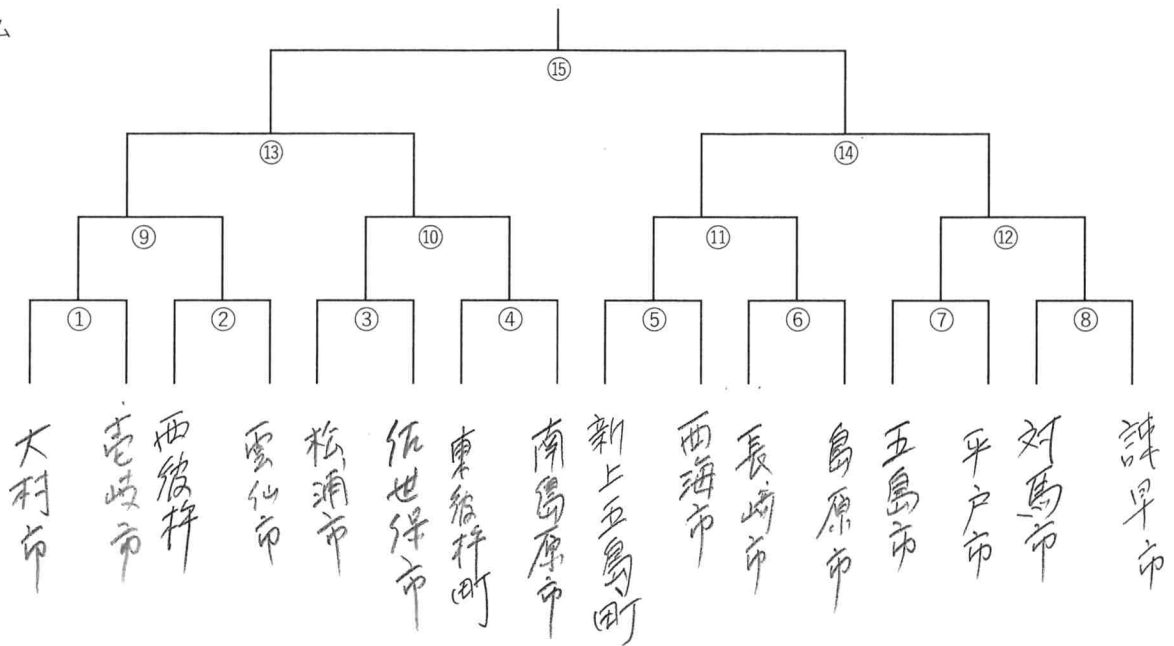 ム
⑮
⑬
⑭
⑨
⑩
⑪
⑫
①
②
③
④
⑤
⑥
⑦
⑧
大村市
壱岐市
西彼杵
雲仙市
松浦市
佐世保市
東彼杵町
南島原市
新上五島町
西海市
長崎市
島原市
五島市
平戸市
対馬市
諫早市